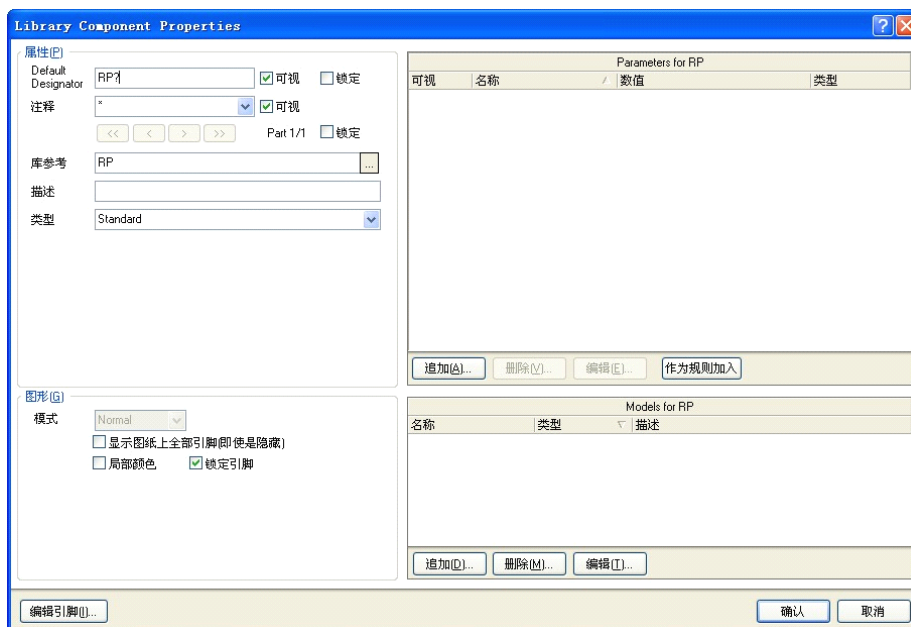 Library Component Properties
属性(P)
Default Designator RP? 可视 锁定
注释 * 可视
<< < > >> Part 1/1 锁定
库参考 RP ...
描述
类型 Standard
Parameters for RP
可视 名称 数值 类型
追加(A)... 删除(V)... 编辑(E)... 作为规则加入
图形(G)
模式 Normal
显示图纸上全部引脚(即使是隐藏)
局部颜色 锁定引脚
Models for RP
名称 类型 描述
追加(D)... 删除(M)... 编辑(T)...
编辑引脚(I)... 确认 取消